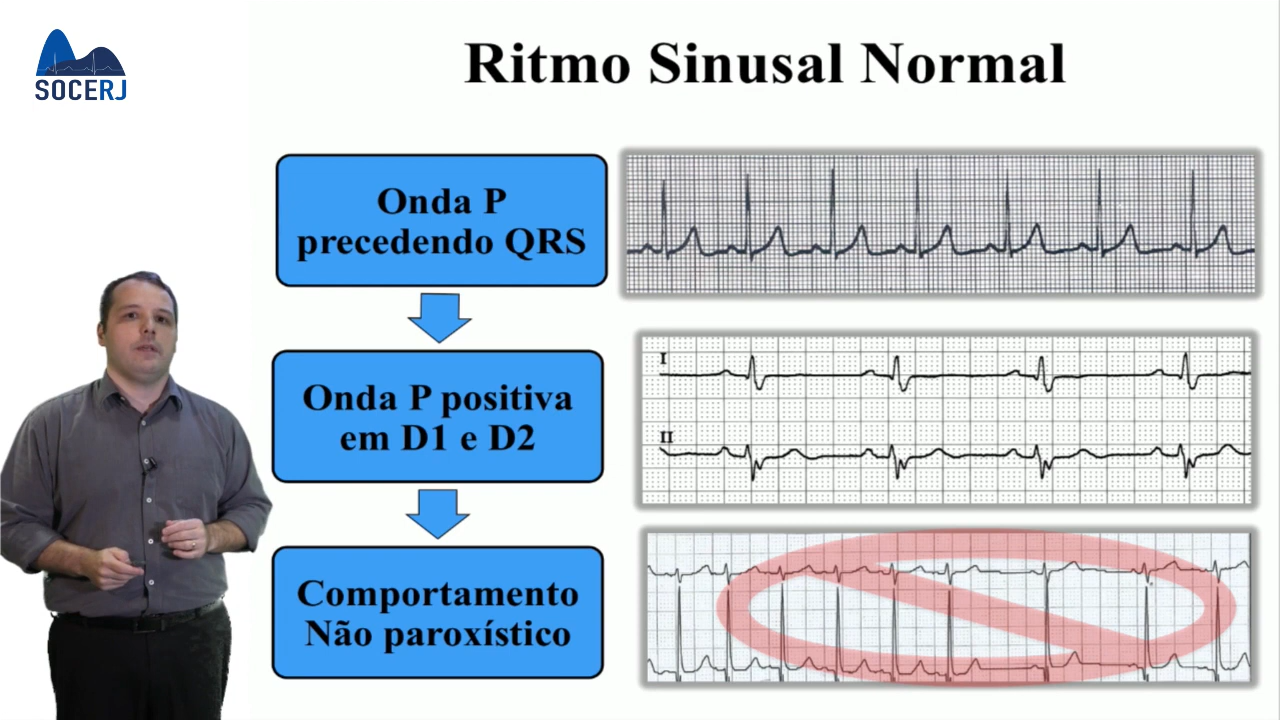 SOCERJ
Ritmo Sinusal Normal
Onda P
precedendo QRS
Onda P positiva
em D1 e D2
I
II
Comportamento
Não paroxístico